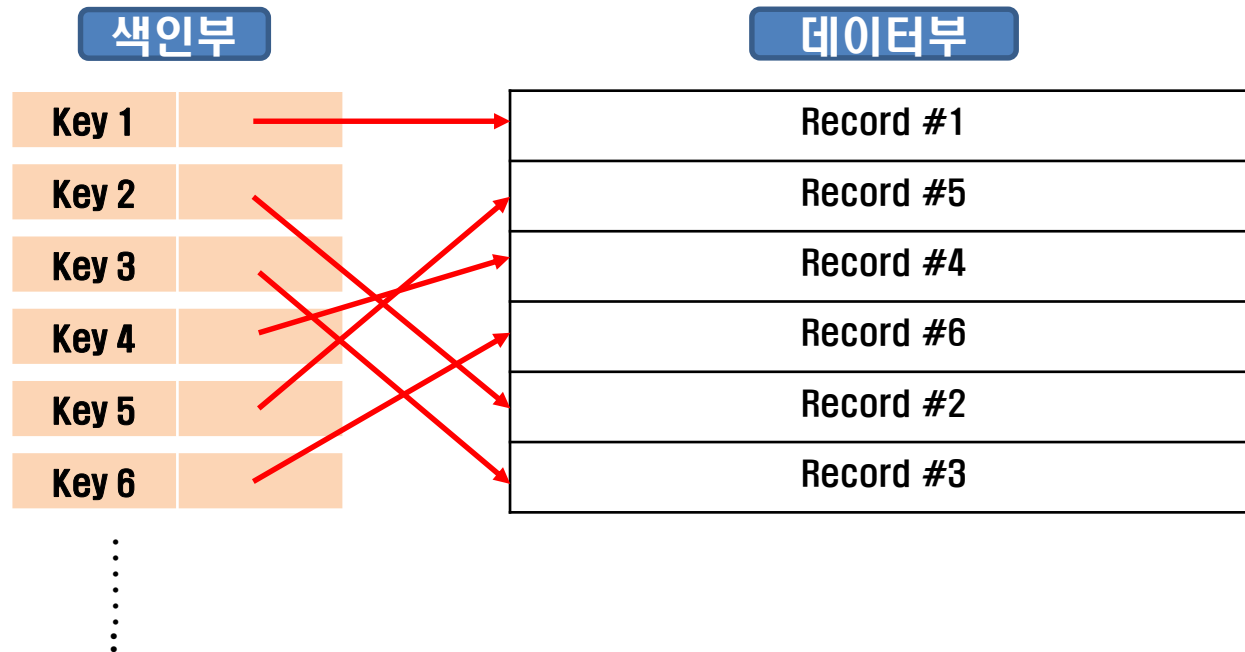 색인부
데이터부
Key 1
Key 2
Key 3
Key 4
Key 5
Key 6
Record #1
Record #5
Record #4
Record #6
Record #2
Record #3